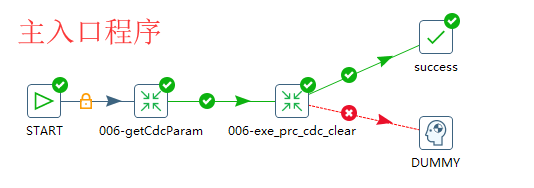 主入口程序
success
START
006-getCdcParam
006-exe_prc_cdc_clear
DUMMY